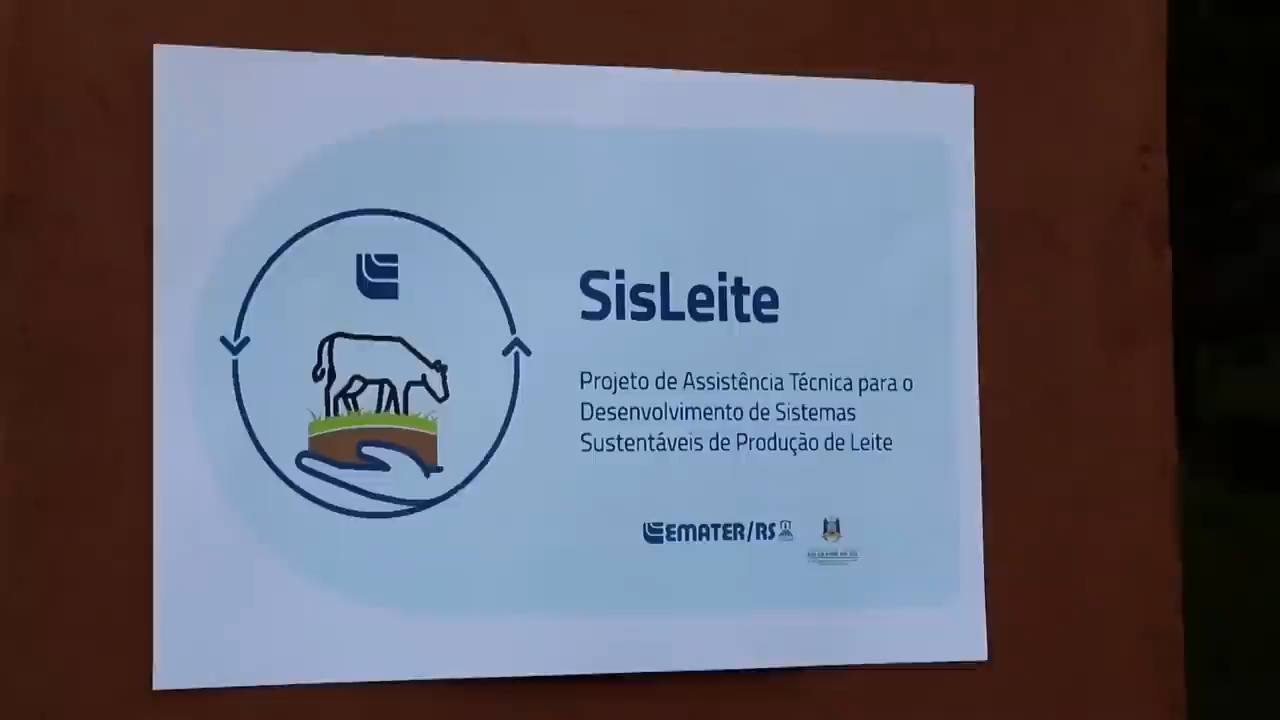 SisLeite
Projeto de Assistência Técnica para o
Desenvolvimento de Sistemas
Sustentáveis de Produção de Leite
EMATER/RS